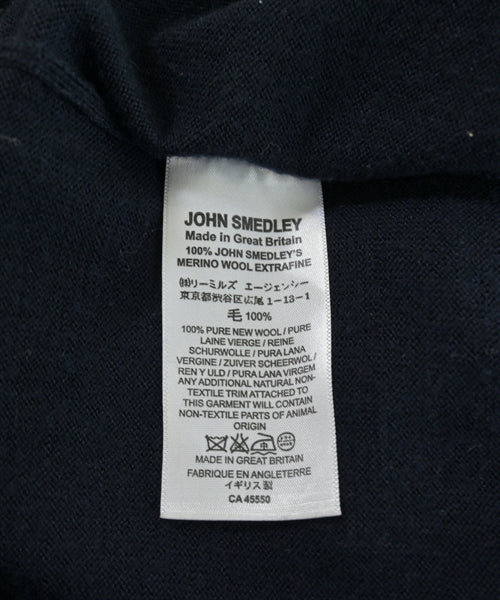 JOHN SMEDLEY
Made in Great Britain
100% JOHN SMEDLEY'S
MERINO WOOL EXTRAFINE
㈱リーミルズ エージェンシー
東京都渋谷区広尾1-13-1
毛 100%
100% PURE NEW WOOL / PURE
LAINE VIERGE / REINE
SCHURWOLLE / PURA LANA
VERGINE / ZUIVER SCHEERWOL /
REN Y ULD / PURA LANA VIRGEM
ANY ADDITIONAL NATURAL NON-
TEXTILE TRIM ATTACHED TO
THIS GARMENT WILL CONTAIN
NON-TEXTILE PARTS OF ANIMAL
ORIGIN
MADE IN GREAT BRITAIN
FABRIQUE EN ANGLETERRE
イギリス製
CA 45550